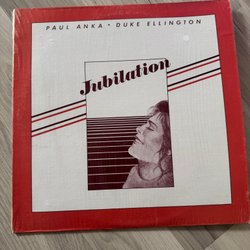 PAUL ANKA • DUKE ELLINGTON
Jubilation